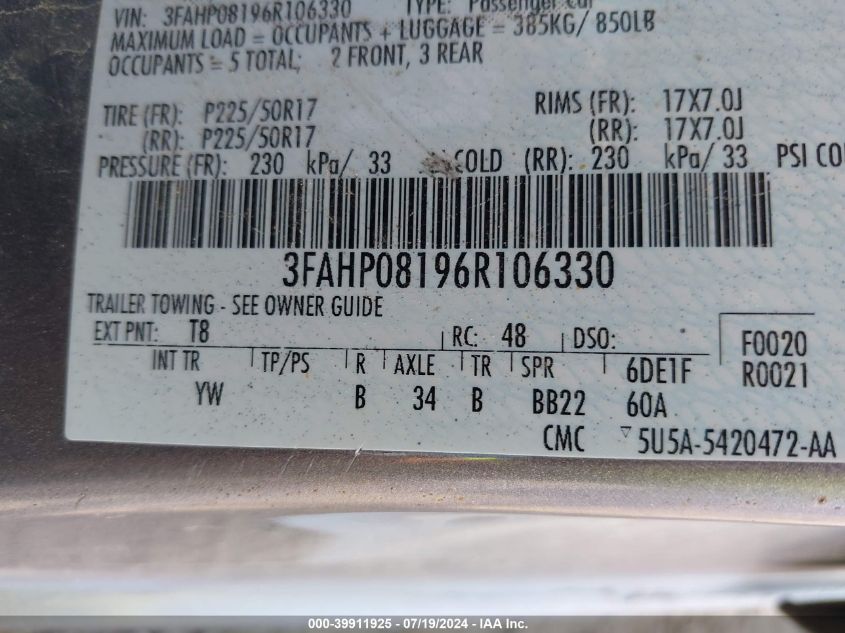 VIN: 3FAHP08196R106330 TYPE: Passenger Car
MAXIMUM LOAD = OCCUPANTS + LUGGAGE = 385KG/ 850LB
OCCUPANTS = 5 TOTAL; 2 FRONT, 3 REAR
TIRE (FR): P225/50R17 RIMS (FR): 17X7.0J
(RR): P225/50R17 (RR): 17X7.0J
PRESSURE (FR): 230 kPa/ 33 COLD (RR): 230 kPa/ 33 PSI CO
3FAHP08196R106330
TRAILER TOWING - SEE OWNER GUIDE
EXT PNT: T8 RC: 48 DSO: F0020
INT TR TP/PS R AXLE TR SPR 6DE1F R0021
YW B 34 B BB22 60A
CMC 5U5A-5420472-AA
000-39911925 - 07/19/2024 - IAA Inc.